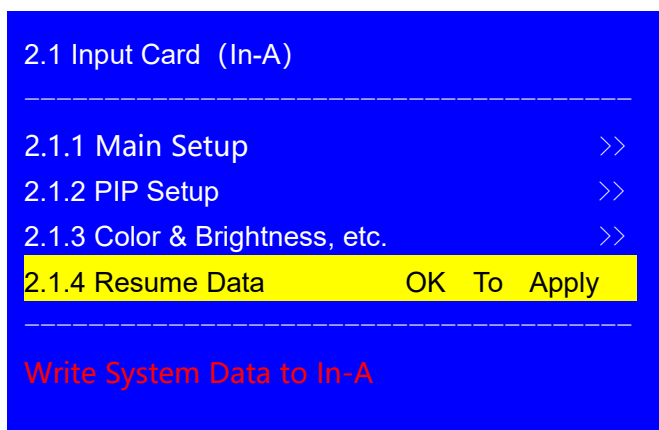 2.1 Input Card（In-A）
2.1.1 Main Setup >>
2.1.2 PIP Setup >>
2.1.3 Color & Brightness, etc. >>
2.1.4 Resume Data OK To Apply
Write System Data to In-A